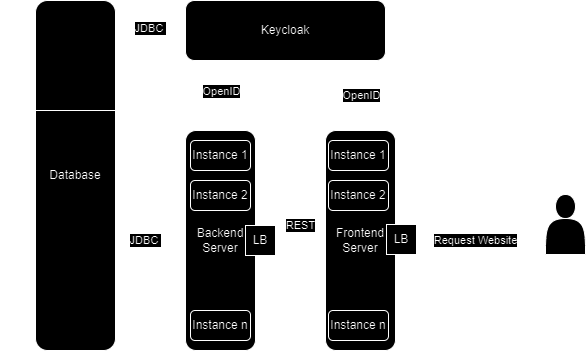 JDBC
Keycloak
OpenID
OpenID
Instance 1
Instance 1
Instance 2
Instance 2
Database
Backend
Server
LB
REST
Frontend
Server
LB
Request Website
JDBC
Instance n
Instance n